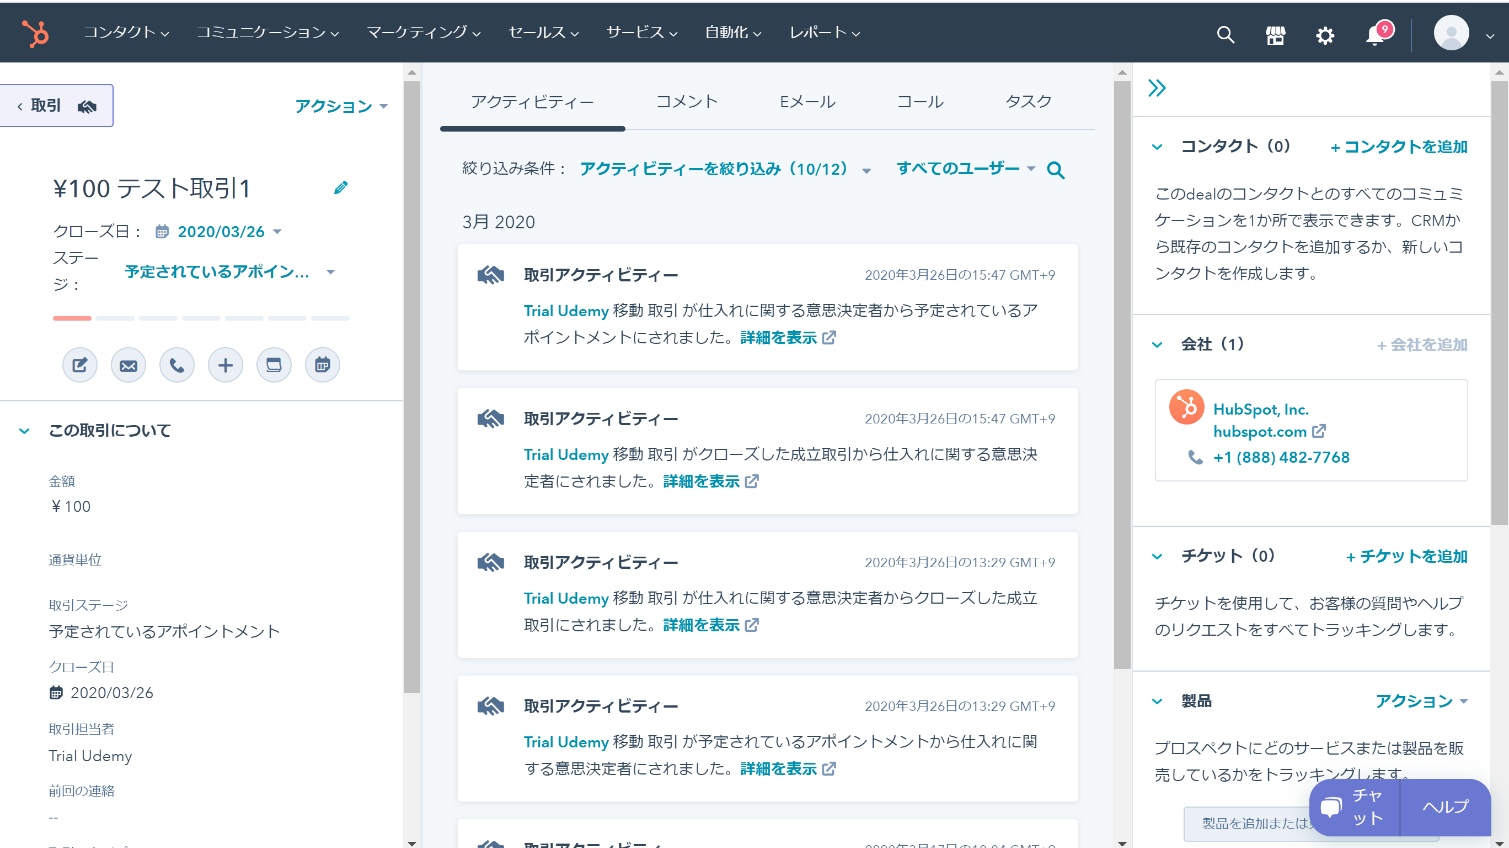 コンタクト コミュニケーション マーケティング セールス サービス 自動化 レポート 9
取引
アクション
¥100 テスト取引1
クローズ日： 2020/03/26
ステー
ジ：
予定されているアポイン...
この取引について
金額
¥100
通貨単位
取引ステージ
予定されているアポイントメント
クローズ日
2020/03/26
取引担当者
Trial Udemy
前回の連絡
--
アクティビティー コメント Eメール コール タスク
絞り込み条件： アクティビティーを絞り込み（10/12） すべてのユーザー
3月 2020
取引アクティビティー 2020年3月26日の15:47 GMT+9
Trial Udemy 移動 取引 が仕入れに関する意思決定者から予定されているア
ポイントメントにされました。詳細を表示
取引アクティビティー 2020年3月26日の15:47 GMT+9
Trial Udemy 移動 取引 がクローズした成立取引から仕入れに関する意思決
定者にされました。詳細を表示
取引アクティビティー 2020年3月26日の13:29 GMT+9
Trial Udemy 移動 取引 が仕入れに関する意思決定者からクローズした成立
取引にされました。詳細を表示
取引アクティビティー 2020年3月26日の13:29 GMT+9
Trial Udemy 移動 取引 が予定されているアポイントメントから仕入れに関
する意思決定者にされました。詳細を表示
コンタクト（0） + コンタクトを追加
このdealのコンタクトとのすべてのコミュニ
ケーションを1か所で表示できます。CRMか
ら既存のコンタクトを追加するか、新しいコ
ンタクトを作成します。
会社（1） + 会社を追加
HubSpot, Inc.
hubspot.com
+1 (888) 482-7768
チケット（0） + チケットを追加
チケットを使用して、お客様の質問やヘルプ
のリクエストをすべてトラッキングします。
製品 アクション
プロスペクトにどのサービスまたは製品を販
売しているかをトラッキングします。
製品を追加または
チャ
ット
ヘルプ